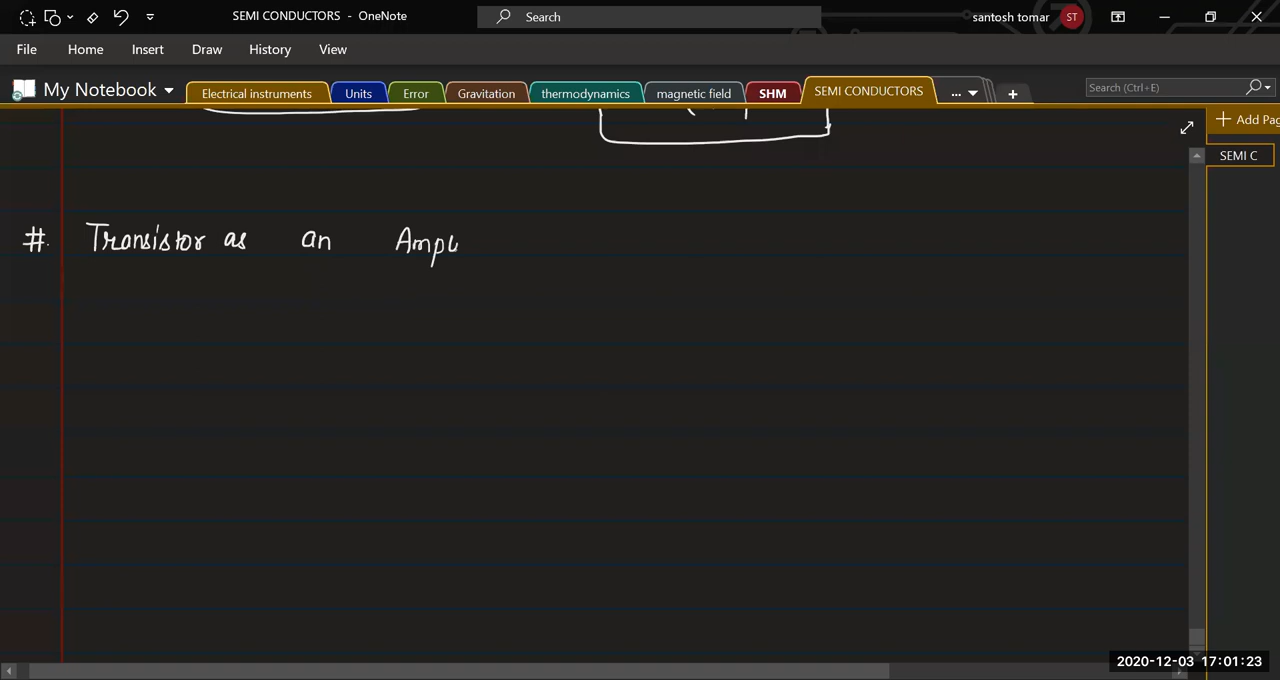 SEMI CONDUCTORS - OneNote
Search
santosh tomar
ST
File Home Insert Draw History View
My Notebook
Electrical instruments
Units
Error
Gravitation
thermodynamics
magnetic field
SHM
SEMI CONDUCTORS
...
+
Search (Ctrl+E)
+ Add Pag
SEMI C
#. Transistor as an
2020-12-03 17:01:23